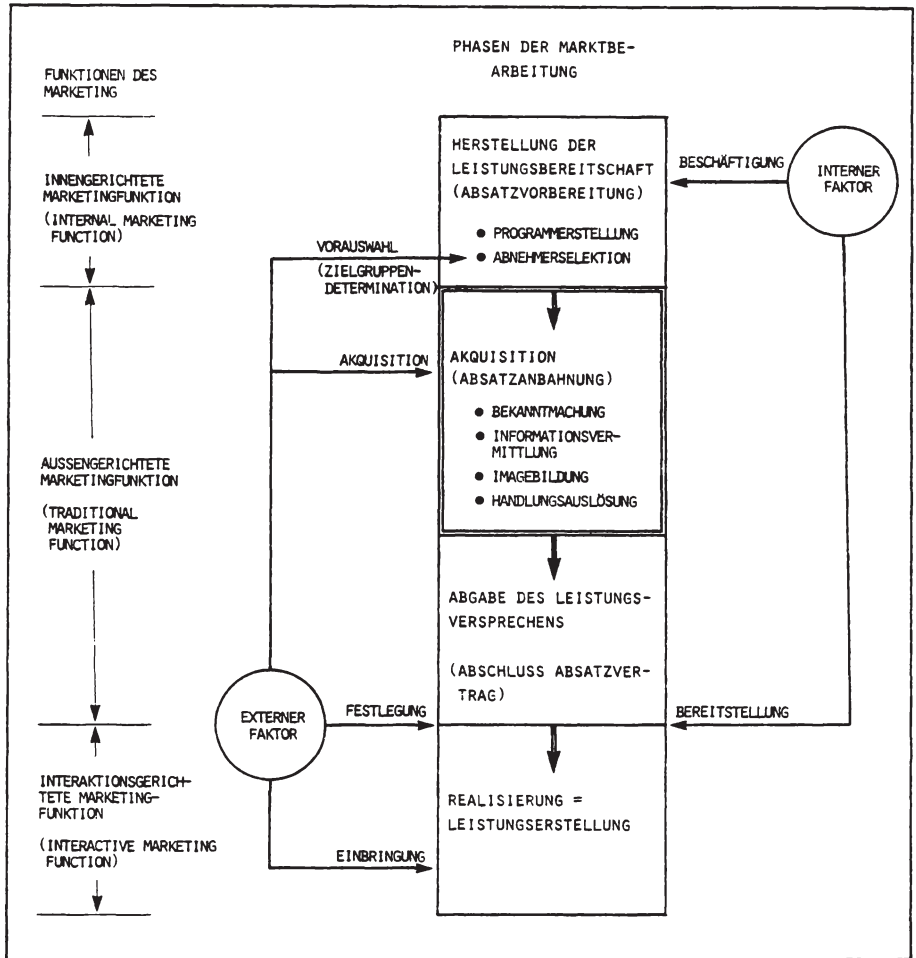 PHASEN DER MARKTBE-
ARBEITUNG
FUNKTIONEN DES
MARKETING
INNENGERICHTETE
MARKETINGFUNKTION
(INTERNAL MARKETING
FUNCTION)
AUSSENGERICHTETE
MARKETINGFUNKTION
(TRADITIONAL
MARKETING
FUNCTION)
INTERAKTIONSGERICH-
TETE MARKETING-
FUNKTION
(INTERACTIVE MARKETING
FUNCTION)
VORAUSWAHL
(ZIELGRUPPEN-
DETERMINATION)
AKQUISITION
EXTERNER
FAKTOR
FESTLEGUNG
EINBRINGUNG
HERSTELLUNG DER
LEISTUNGSBEREITSCHAFT
(ABSATZVORBEREITUNG)
● PROGRAMMERSTELLUNG
● ABNEHMERSELEKTION
AKQUISITION
(ABSATZANBAHNUNG)
● BEKANNTMACHUNG
● INFORMATIONSVER-
MITTLUNG
● IMAGEBILDUNG
● HANDLUNGSAUSLÖSUNG
ABGABE DES LEISTUNGS-
VERSPRECHENS
(ABSCHLUSS ABSATZVER-
TRAG)
REALISIERUNG =
LEISTUNGSERSTELLUNG
BESCHÄFTIGUNG
INTERNER
FAKTOR
BEREITSTELLUNG